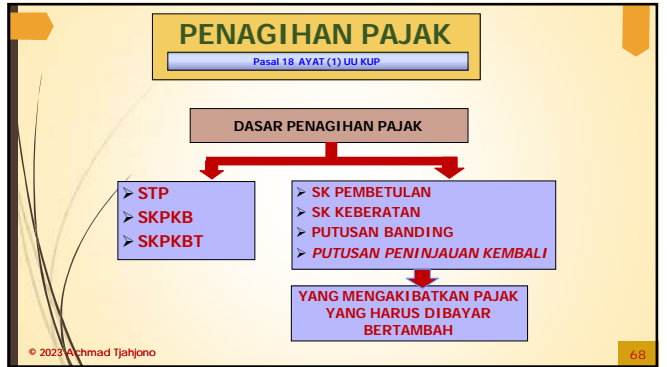 PENAGIHAN PAJAK
Pasal 18 AYAT (1) UU KUP
DASAR PENAGIHAN PAJAK
➢ STP
➢ SKPKB
➢ SKPKBT
➢ SK PEMBETULAN
➢ SK KEBERATAN
➢ PUTUSAN BANDING
➢ PUTUSAN PENINJAUAN KEMBALI
YANG MENGAKIBATKAN PAJAK
YANG HARUS DIBAYAR
BERTAMBAH
© 2023 Achmad Tjahjono
68